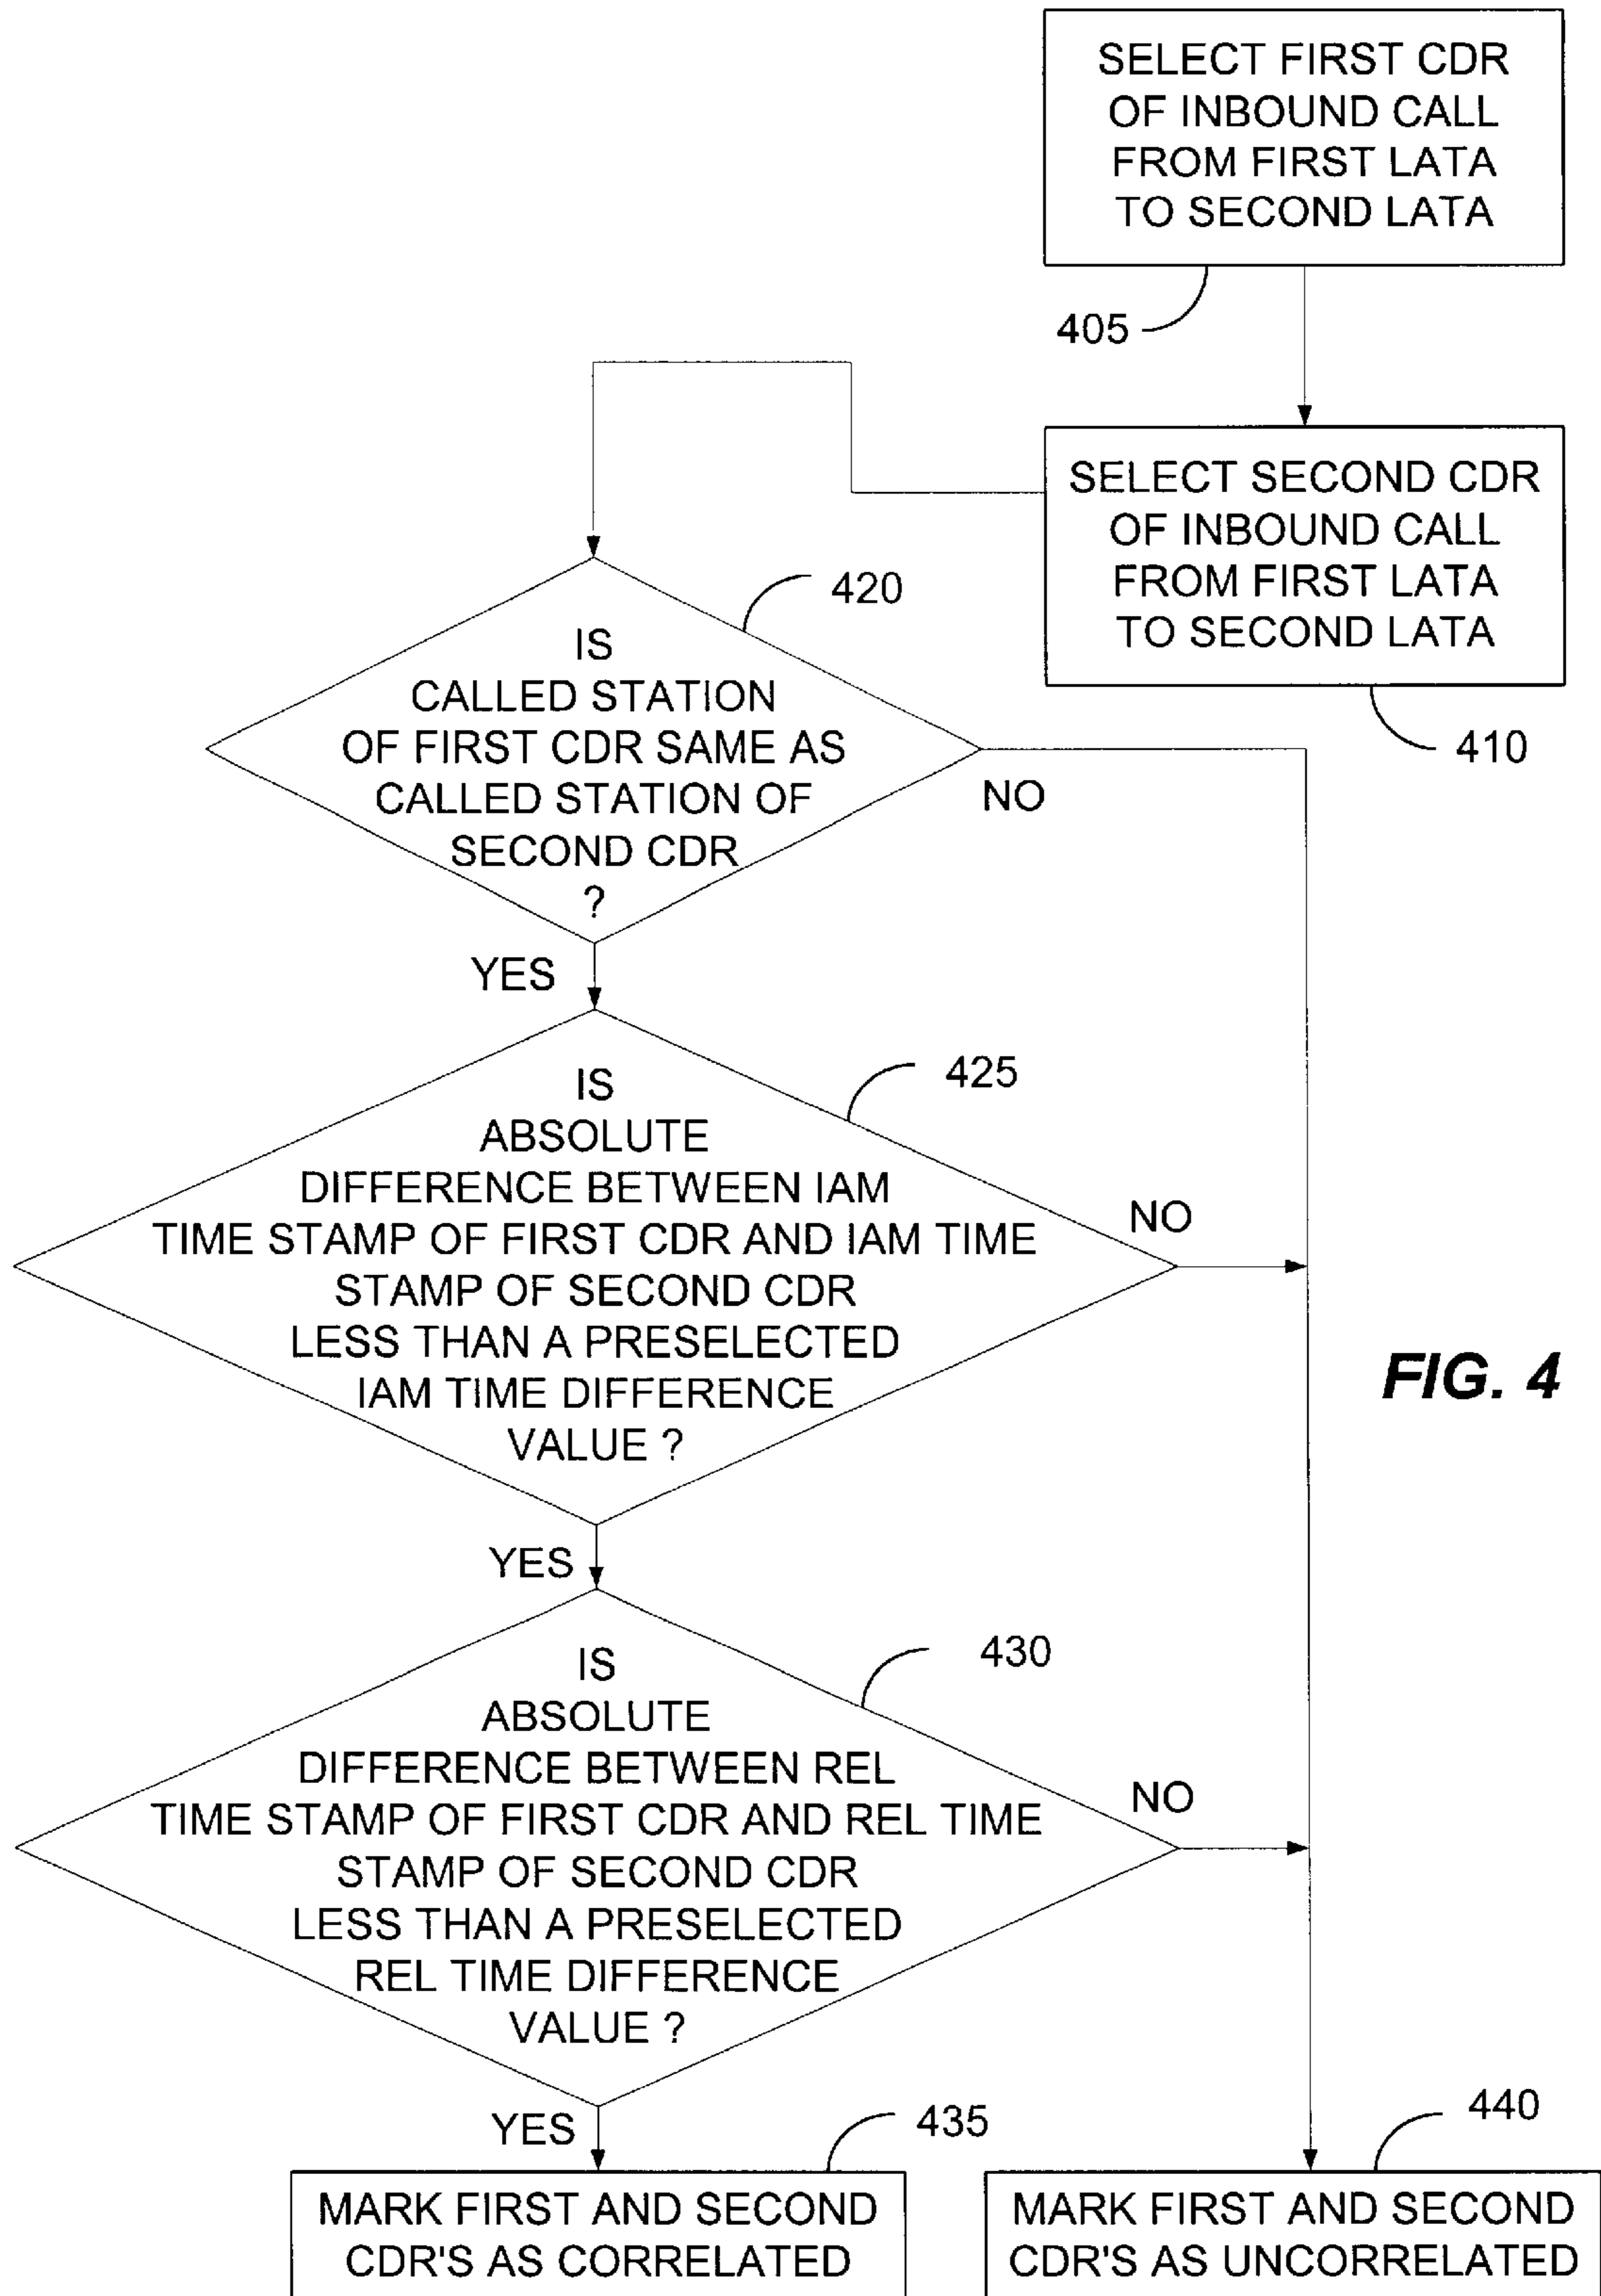 SELECT FIRST CDR
OF INBOUND CALL
FROM FIRST LATA
TO SECOND LATA
405
SELECT SECOND CDR
OF INBOUND CALL
FROM FIRST LATA
TO SECOND LATA
410
420
IS
CALLED STATION
OF FIRST CDR SAME AS
CALLED STATION OF
SECOND CDR
?
NO
YES
425
IS
ABSOLUTE
DIFFERENCE BETWEEN IAM
TIME STAMP OF FIRST CDR AND IAM TIME
STAMP OF SECOND CDR
LESS THAN A PRESELECTED
IAM TIME DIFFERENCE
VALUE ?
NO
FIG. 4
YES
430
IS
ABSOLUTE
DIFFERENCE BETWEEN REL
TIME STAMP OF FIRST CDR AND REL TIME
STAMP OF SECOND CDR
LESS THAN A PRESELECTED
REL TIME DIFFERENCE
VALUE ?
NO
YES
435
MARK FIRST AND SECOND
CDR'S AS CORRELATED
440
MARK FIRST AND SECOND
CDR'S AS UNCORRELATED